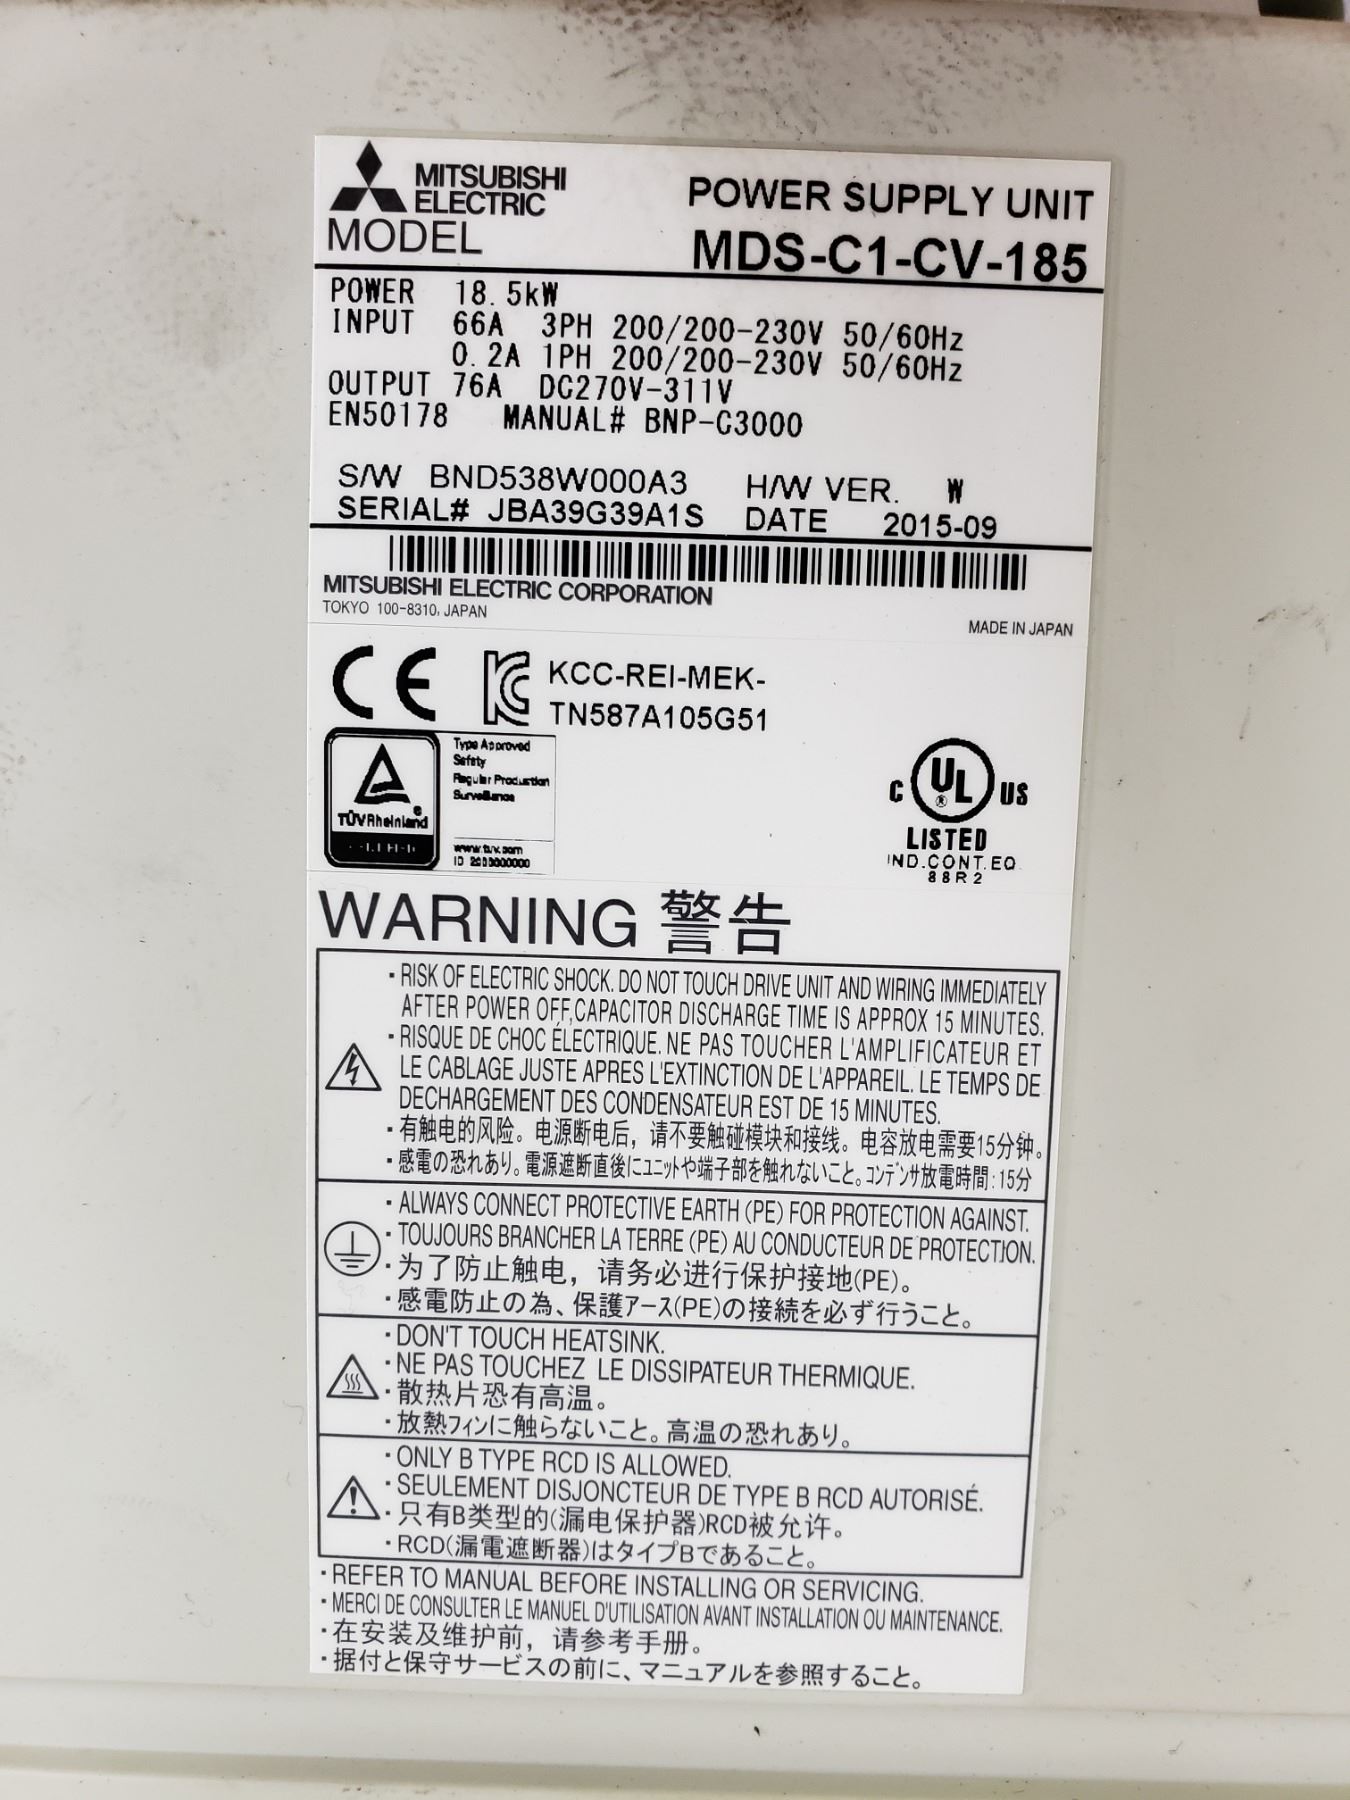 MITSUBISHI
ELECTRIC
POWER SUPPLY UNIT
MODEL MDS-C1-CV-185
POWER 18.5kW
INPUT 66A 3PH 200/200-230V 50/60Hz
0.2A 1PH 200/200-230V 50/60Hz
OUTPUT 76A DC270V-311V
EN50178 MANUAL# BNP-C3000
S/W BND538W000A3 H/W VER. W
SERIAL# JBA39G39A1S DATE 2015-09
MITSUBISHI ELECTRIC CORPORATION
TOKYO 100-8310, JAPAN
MADE IN JAPAN
CE
KCC-REI-MEK-
TN587A105G51
TÜVRheinland
Type Approved
Safety
Regular Production
Surveillance
www.tuv.com
C UL US
LISTED
IND.CONT.EQ
88R2
WARNING 警告
・RISK OF ELECTRIC SHOCK. DO NOT TOUCH DRIVE UNIT AND WIRING IMMEDIATELY
AFTER POWER OFF,CAPACITOR DISCHARGE TIME IS APPROX 15 MINUTES.
・RISQUE DE CHOC ÉLECTRIQUE. NE PAS TOUCHER L'AMPLIFICATEUR ET
LE CABLAGE JUSTE APRES L'EXTINCTION DE L'APPAREIL. LE TEMPS DE
DECHARGEMENT DES CONDENSATEUR EST DE 15 MINUTES.
・有触电的风险。电源断电后，请不要触碰模块和接线。电容放电需要15分钟。
・感電の恐れあり。電源遮断直後にユニットや端子部を触れないこと。コンデンサ放電時間:15分
・ALWAYS CONNECT PROTECTIVE EARTH (PE) FOR PROTECTION AGAINST.
・TOUJOURS BRANCHER LA TERRE (PE) AU CONDUCTEUR DE PROTECTION.
・为了防止触电，请务必进行保护接地(PE)。
・感電防止の為、保護アース(PE)の接続を必ず行うこと。
・DON'T TOUCH HEATSINK.
・NE PAS TOUCHEZ LE DISSIPATEUR THERMIQUE.
・散热片恐有高温。
・放熱フィンに触らないこと。高温の恐れあり。
・ONLY B TYPE RCD IS ALLOWED.
・SEULEMENT DISJONCTEUR DE TYPE B RCD AUTORISÉ.
・只有B类型的(漏电保护器)RCD被允许。
・RCD(漏電遮断器)はタイプBであること。
・REFER TO MANUAL BEFORE INSTALLING OR SERVICING.
・MERCI DE CONSULTER LE MANUEL D'UTILISATION AVANT INSTALLATION OU MAINTENANCE.
・在安装及维护前，请参考手册。
・据付と保守サービスの前に、マニュアルを参照すること。